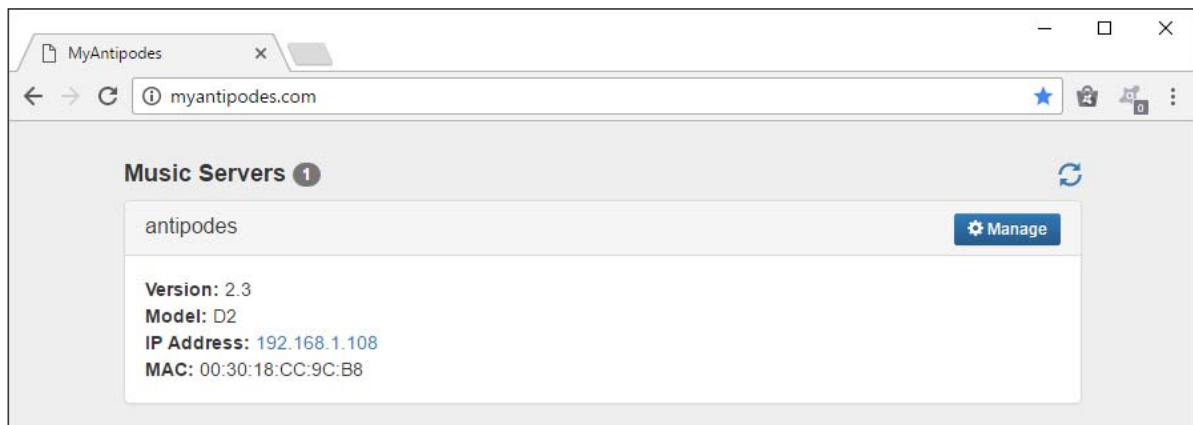 MyAntipodes
myantipodes.com
0
Music Servers 1
antipodes
Manage
Version: 2.3
Model: D2
IP Address: 192.168.1.108
MAC: 00:30:18:CC:9C:B8